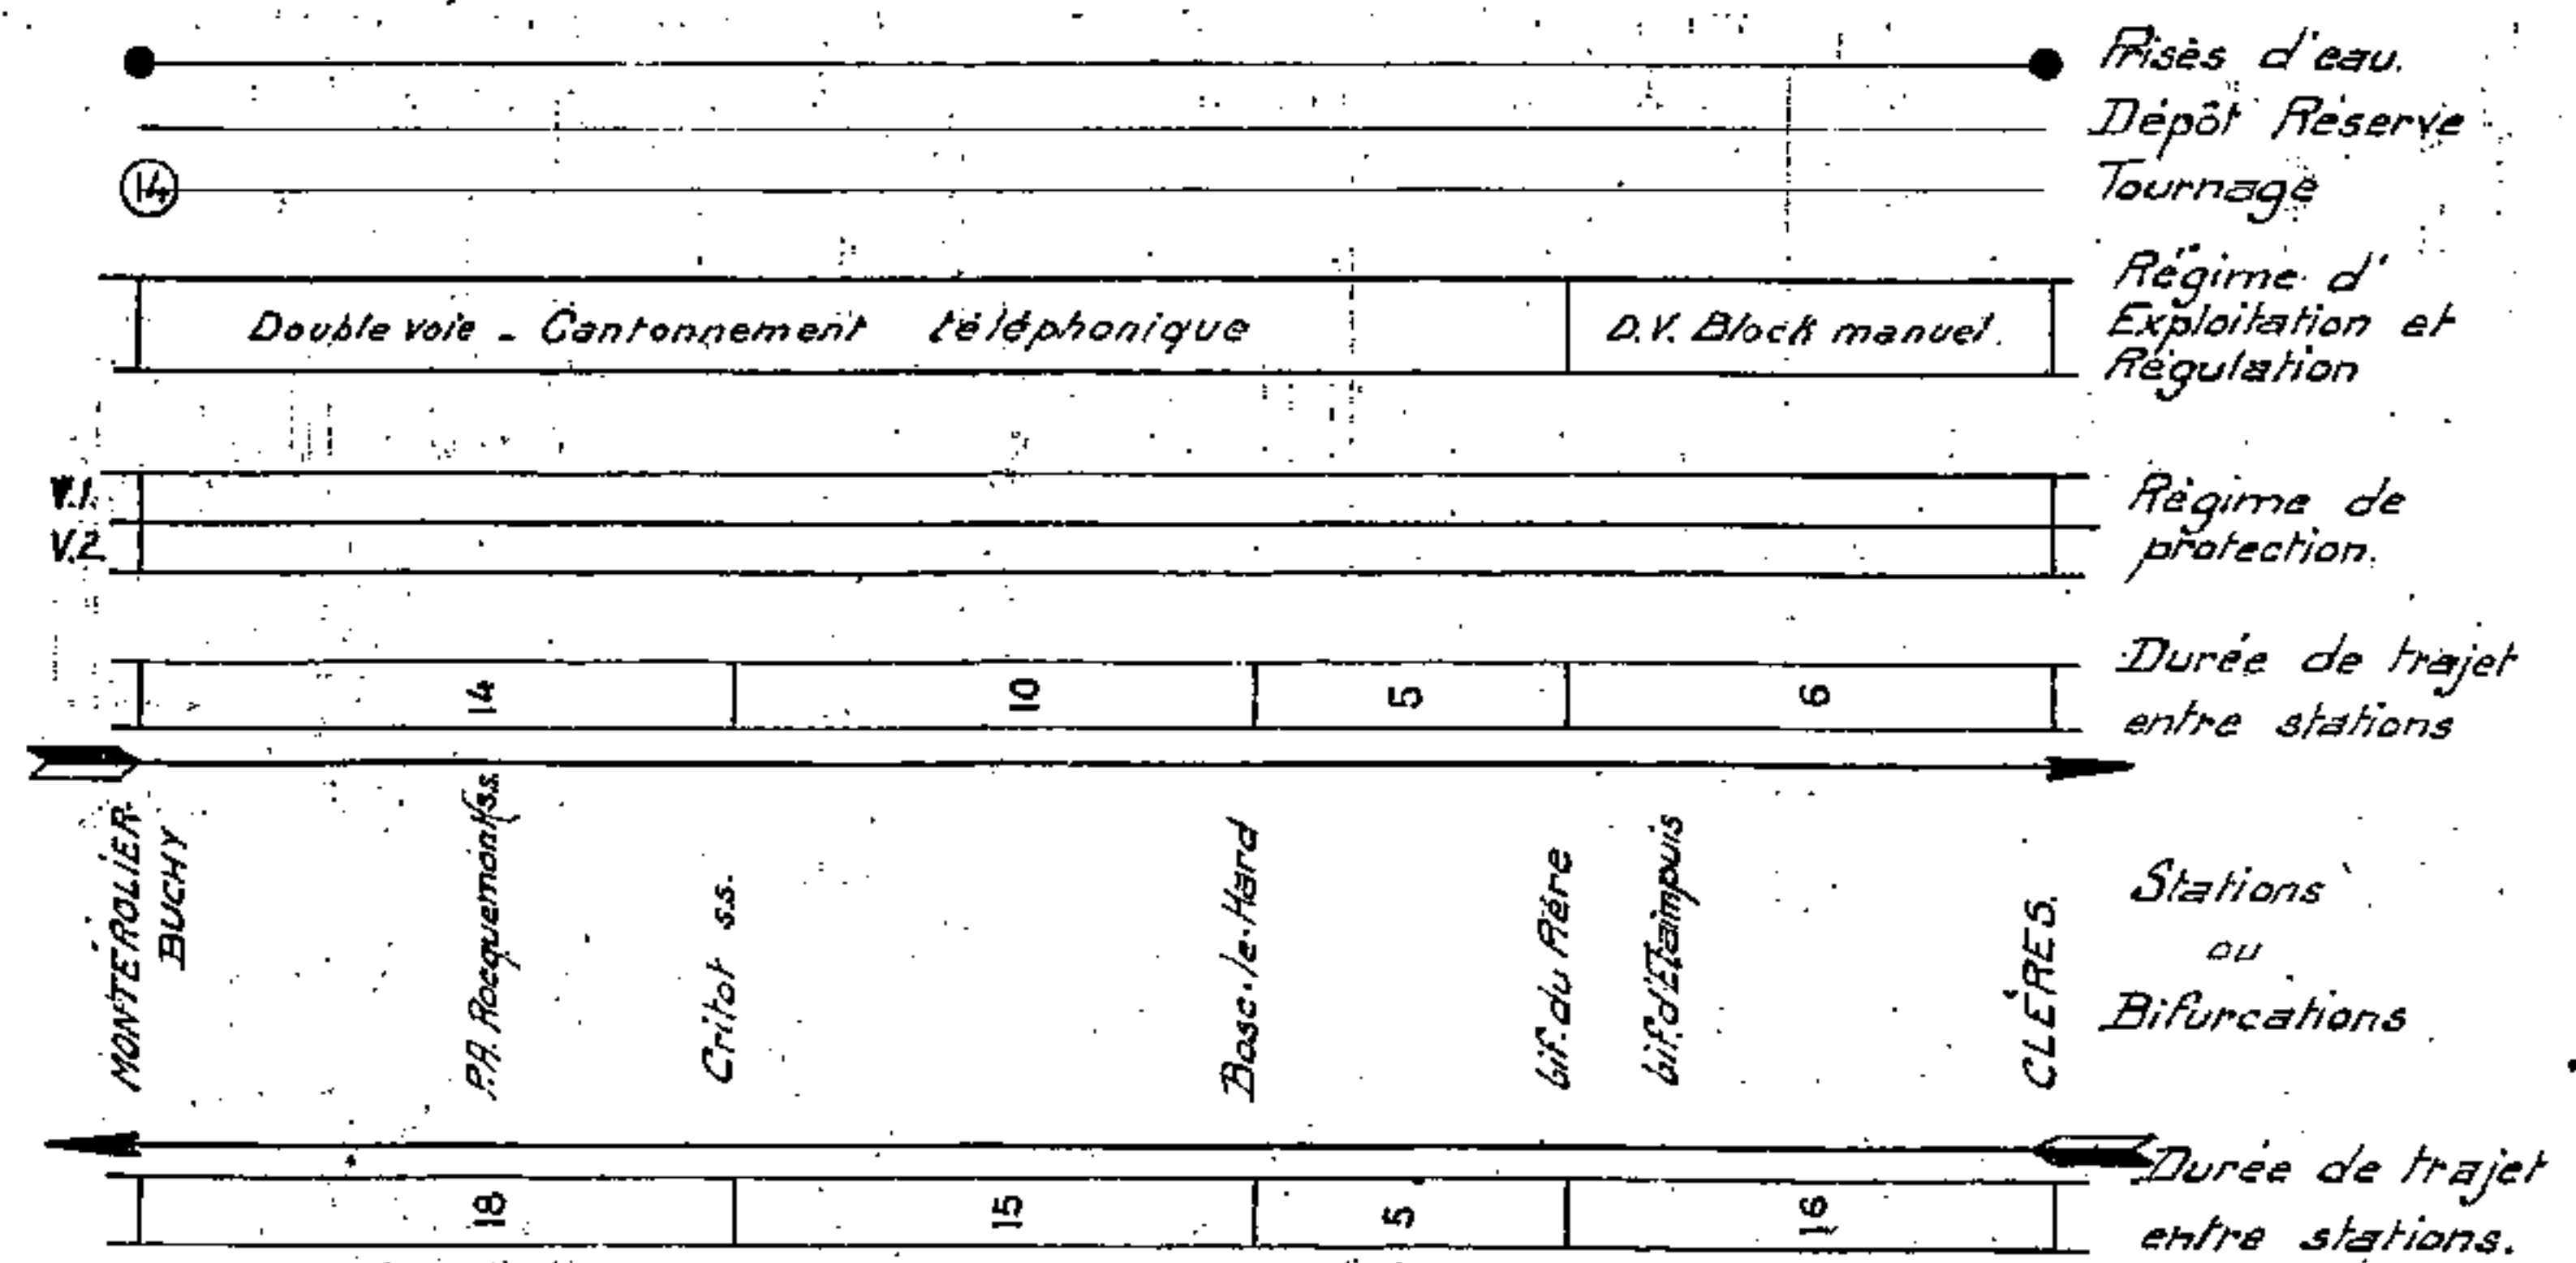 Prises d'eau.
Dépôt Réserve
14
Tournage
Double voie - Cantonnement téléphonique
D.V. Block manuel.
Régime d'
Exploitation et
Régulation
V.1.
V.2
Régime de
protection.
14
10
5
6
Durée de trajet
entre stations
MONTÉROLIER-
BUCHY
P.A. Rocquemont (s.s.
Critot s.s.
Bosc-le-Hard
bif. du Pére
bif. d'Etaimpuis
CLÈRES.
Stations
ou
Bifurcations
18
15
5
16
Durée de trajet
entre stations.